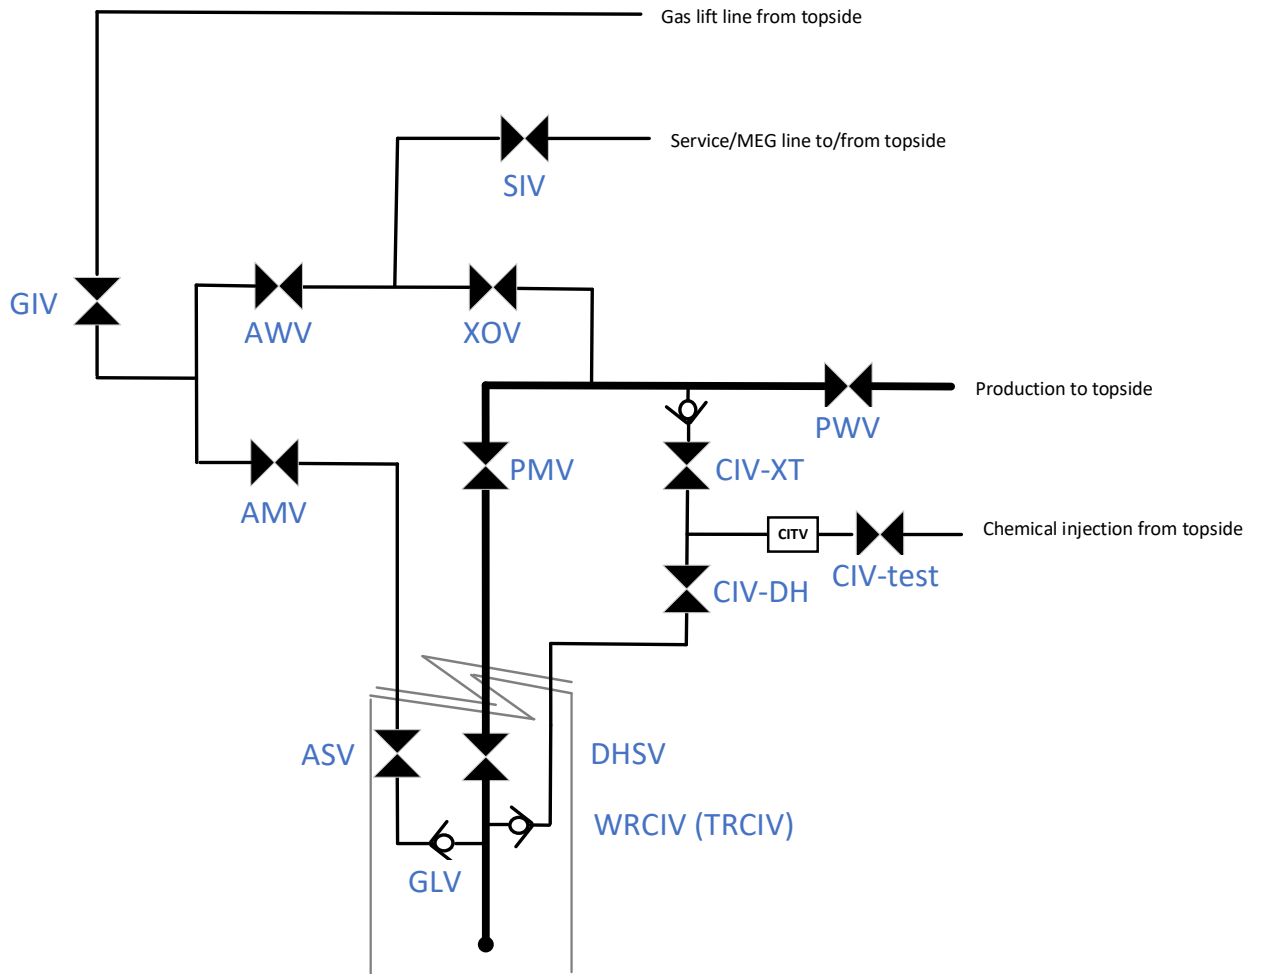 Gas lift line from topside
Service/MEG line to/from topside
SIV
GIV
AWV
XOV
Production to topside
PWV
PMV
CIV-XT
AMV
CITV
Chemical injection from topside
CIV-test
CIV-DH
ASV
DHSV
WRCIV (TRCIV)
GLV